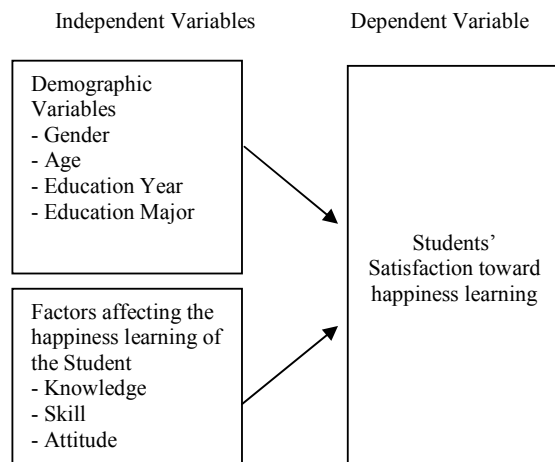 Independent Variables
Dependent Variable
Demographic
Variables
- Gender
- Age
- Education Year
- Education Major
Factors affecting the
happiness learning of
the Student
- Knowledge
- Skill
- Attitude
Students’
Satisfaction toward
happiness learning